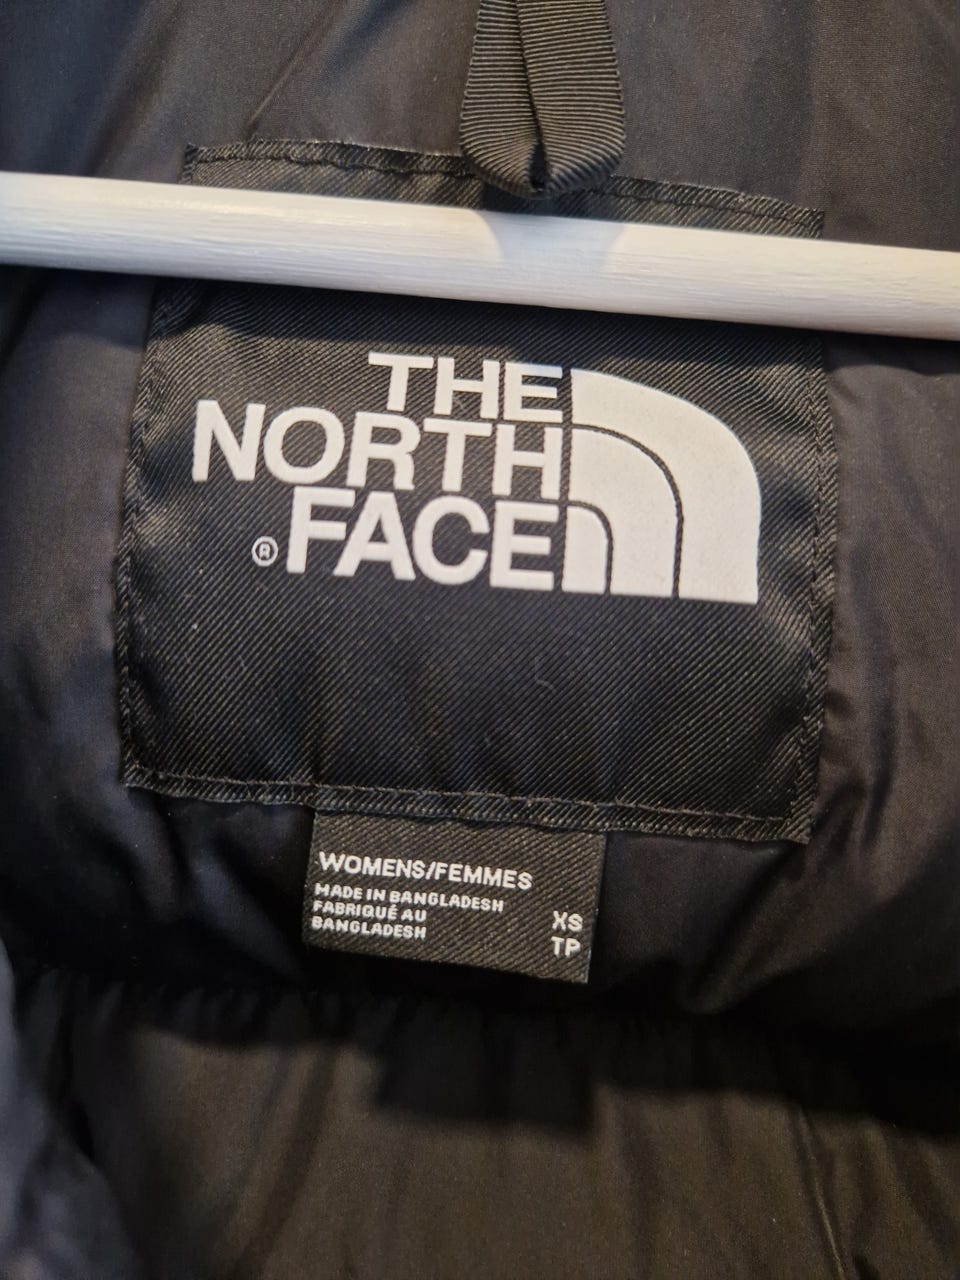 THE
NORTH
FACE
®
WOMENS/FEMMES
MADE IN BANGLADESH
FABRIQUÉ AU
BANGLADESH
XS
TP